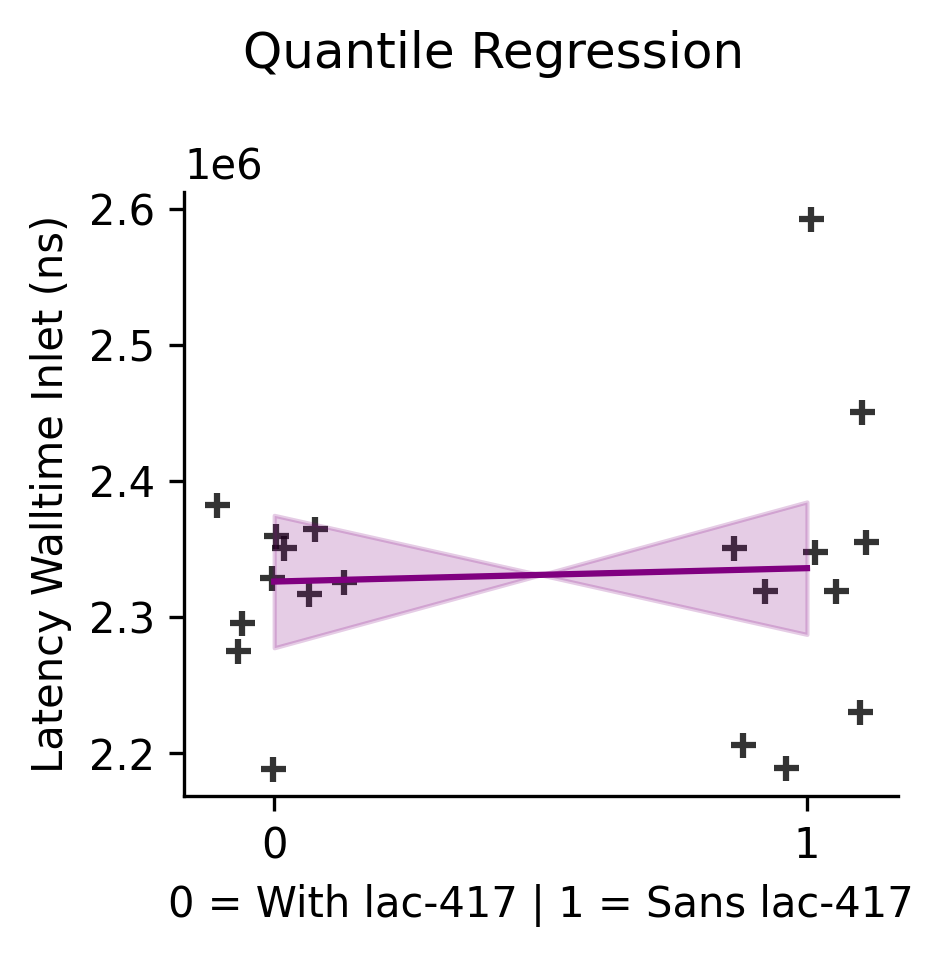 Quantile Regression
1e6
Latency Walltime Inlet (ns)
2.6
2.5
2.4
2.3
2.2
0 1
0 = With lac-417 | 1 = Sans lac-417